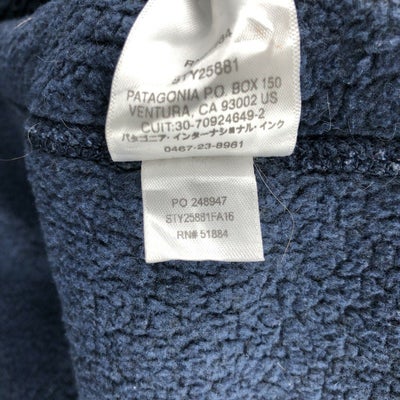 STY25881
PATAGONIA P.O. BOX 150
VENTURA, CA 93002 US
CUIT:30-70924649-2
パタゴニア・インターナショナル・インク
0467-23-8961
PO 248947
STY25881FA16
RN# 51884